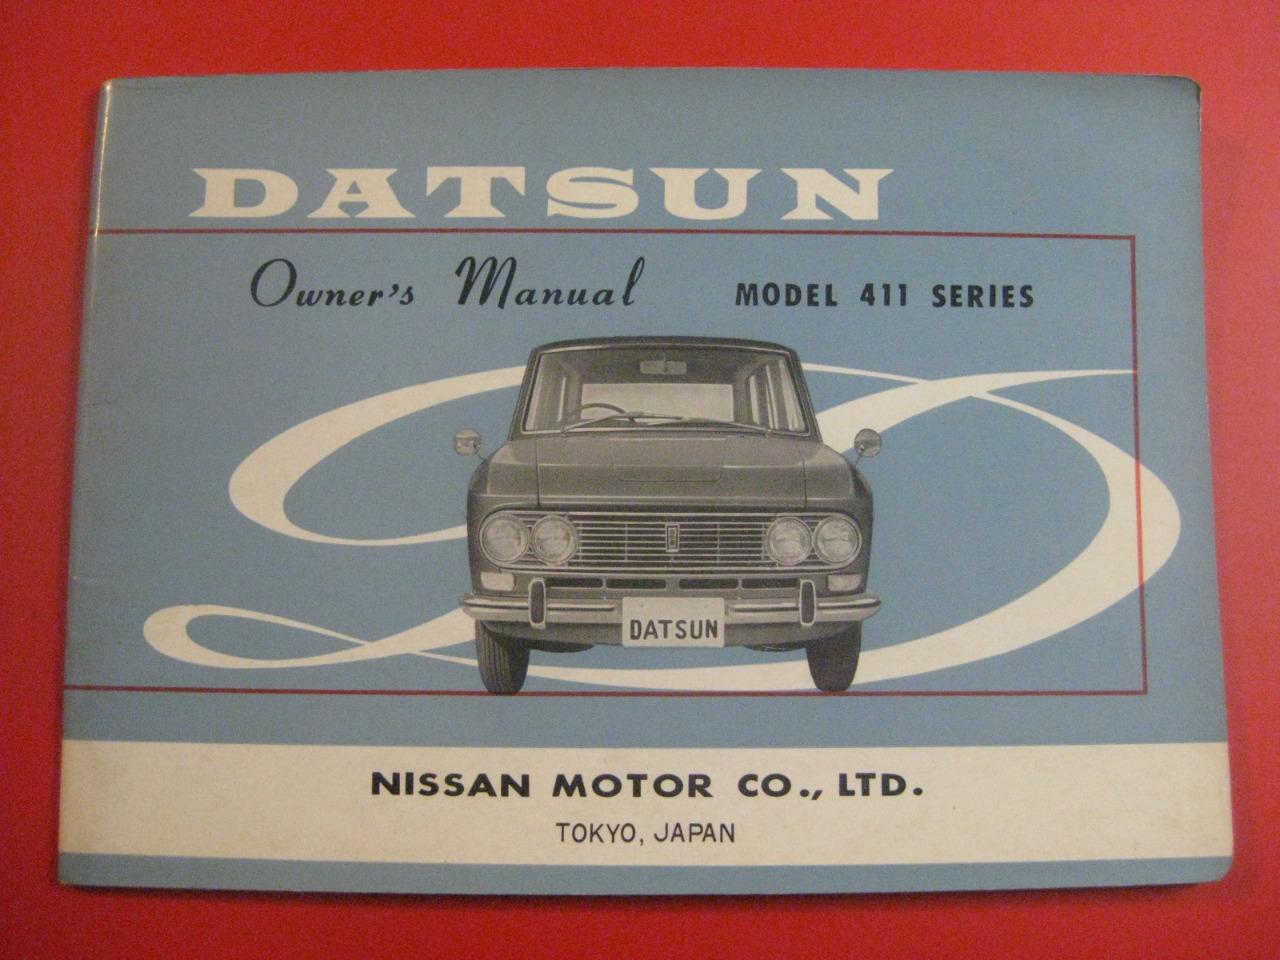 DATSUN
Owner's Manual MODEL 411 SERIES
DATSUN
NISSAN MOTOR CO., LTD.
TOKYO, JAPAN